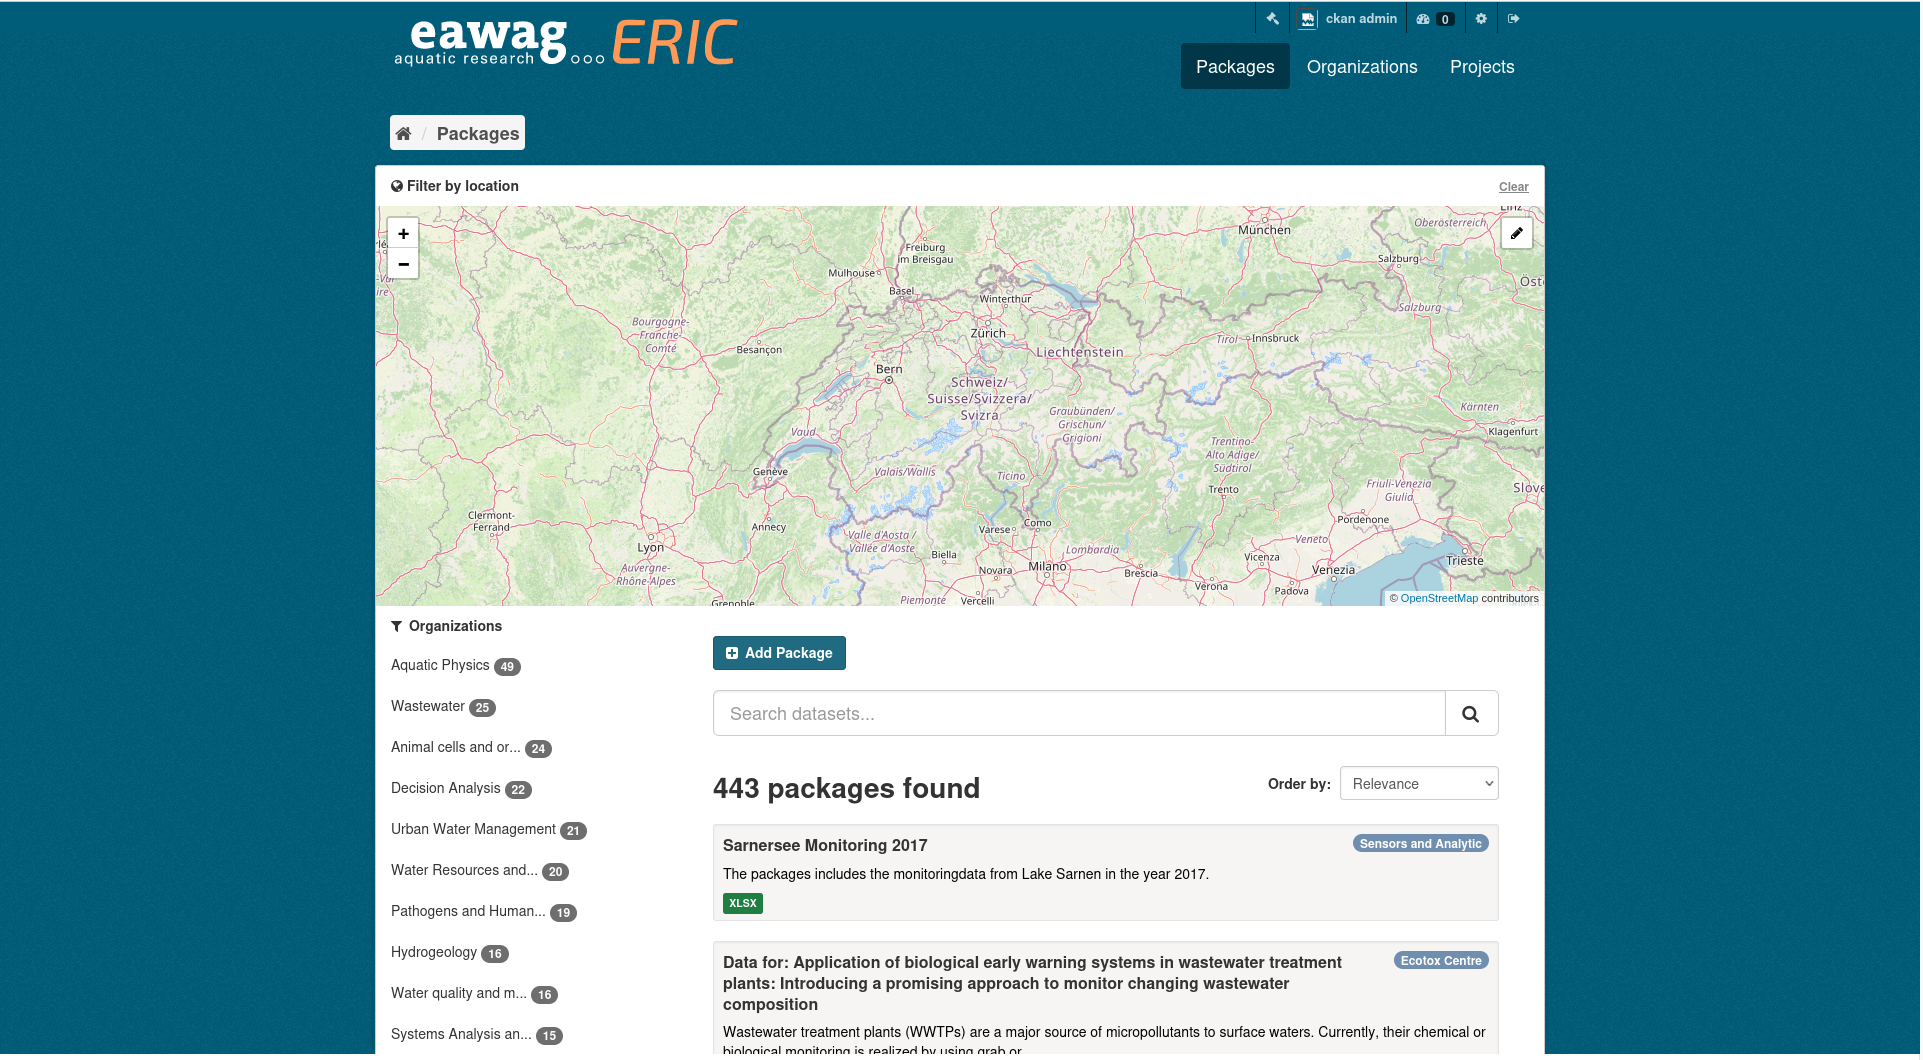 eawag
aquatic research
ERIC
ckan admin
0
Packages
Organizations
Projects
/ Packages
Filter by location
Clear
+
−
Linz
Oberösterreich
München
Freiburg
im Breisgau
Salzburg
Mulhouse
Basel
Winterthur
Salzburg
Bourgogne-
Franche-
Comté
Zürich
Tirol
Innsbruck
Besançon
Liechtenstein
Bern
Schweiz/
Suisse/Svizzera/
Svizra
Graubünden/
Grischun/
Grigioni
Kärnten
Klagenfurt
Vaud
Trentino-
Alto Adige/
Südtirol
Genève
Valais/Wallis
Ticino
Friuli-Venezia
Giulia
Slove
Trento
Clermont-
Ferrand
Annecy
Varese
Como
Pordenone
Valle d'Aosta /
Vallée d'Aoste
Lyon
Lombardia
Veneto
Biella
Vicenza
Trieste
Auvergne-
Rhône-Alpes
Novara
Milano
Brescia
Venezia
Verona
Padova
Grenoble
Piemonte
Vercelli
© OpenStreetMap contributors
Organizations
Aquatic Physics 49
Wastewater 25
Animal cells and or... 24
Decision Analysis 22
Urban Water Management 21
Water Resources and... 20
Pathogens and Human... 19
Hydrogeology 16
Water quality and m... 16
Systems Analysis an... 15
Add Package
Search datasets...
443 packages found
Order by:
Relevance
Sarnersee Monitoring 2017
Sensors and Analytic
The packages includes the monitoringdata from Lake Sarnen in the year 2017.
XLSX
Data for: Application of biological early warning systems in wastewater treatment
Ecotox Centre
plants: Introducing a promising approach to monitor changing wastewater
composition
Wastewater treatment plants (WWTPs) are a major source of micropollutants to surface waters. Currently, their chemical or
biological monitoring is realized by using grab or